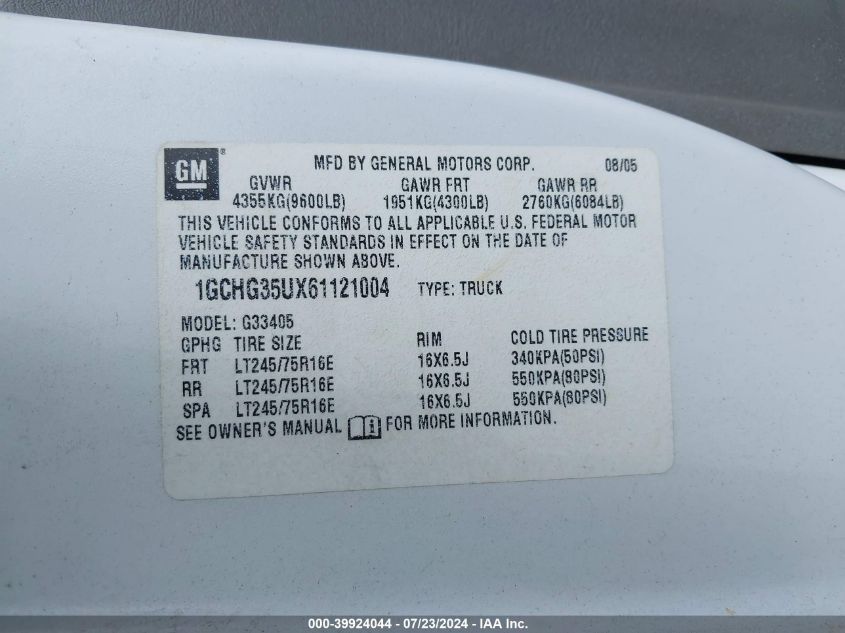 GM® MFD BY GENERAL MOTORS CORP. 08/05
GVWR GAWR FRT GAWR RR
4355KG(9600LB) 1951KG(4300LB) 2760KG(6084LB)
THIS VEHICLE CONFORMS TO ALL APPLICABLE U.S. FEDERAL MOTOR
VEHICLE SAFETY STANDARDS IN EFFECT ON THE DATE OF
MANUFACTURE SHOWN ABOVE.
1GCHG35UX61121004 TYPE: TRUCK
MODEL: G33405
GPHG TIRE SIZE RIM COLD TIRE PRESSURE
FRT LT245/75R16E 16X6.5J 340KPA(50PSI)
RR LT245/75R16E 16X6.5J 550KPA(80PSI)
SPA LT245/75R16E 16X6.5J 550KPA(80PSI)
SEE OWNER'S MANUAL i FOR MORE INFORMATION.
000-39924044 / 07/23/2024 - IAA Inc.